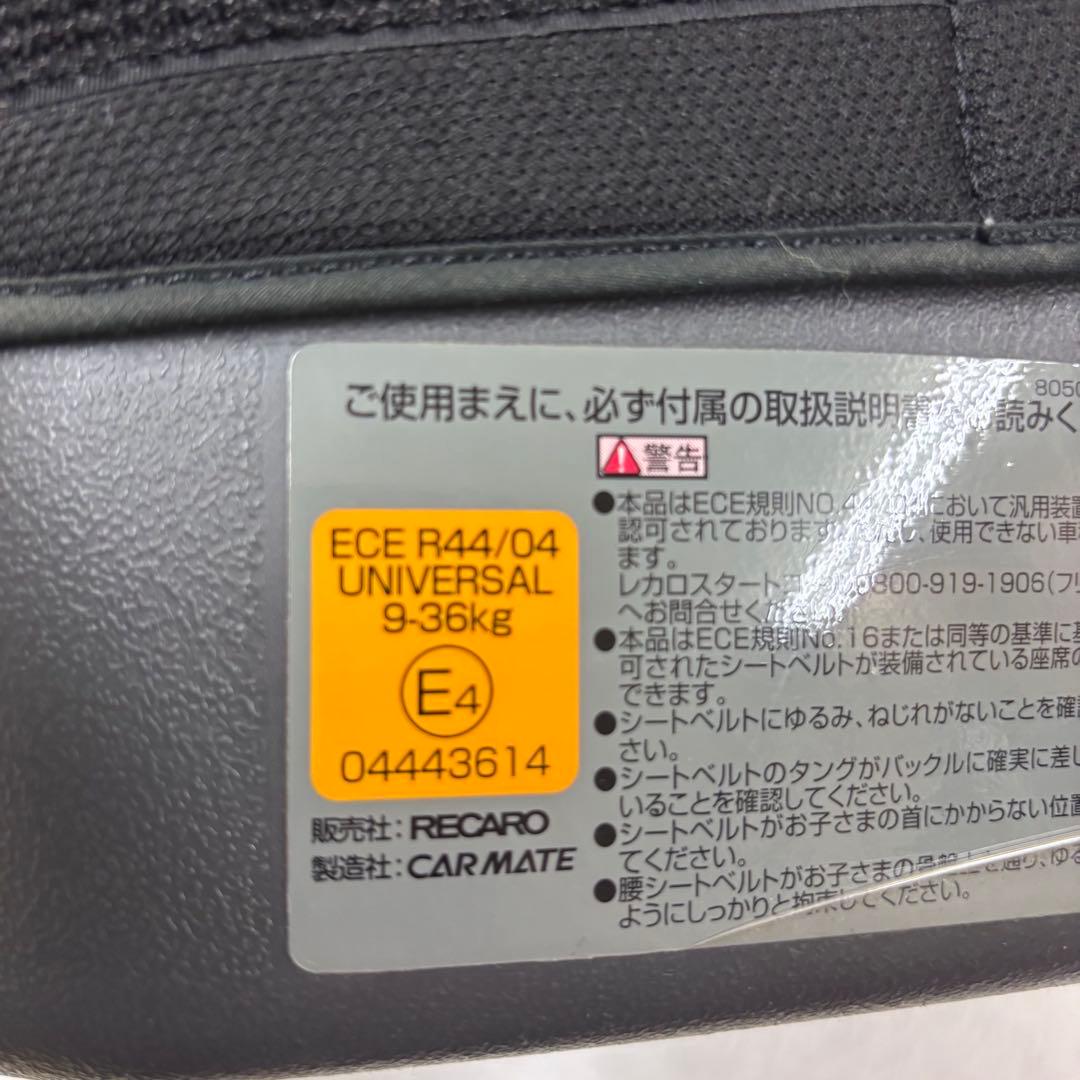 8050
ご使用まえに、必ず付属の取扱説明書 読みく
警告
ECE R44/04
UNIVERSAL
9-36kg
E4
04443614
販売社：RECARO
製造社：CARMATE
●本品はECE規則NO.4 において汎用装置
認可されております 、使用できない車
ます。
レカロスタート 0800-919-1906(フリ
へお問合せください。
●本品はECE規則No.16または同等の基準に基
可されたシートベルトが装備されている座席の
できます。
●シートベルトにゆるみ、ねじれがないことを確認
さい。
●シートベルトのタングがバックルに確実に差し
いることを確認してください。
●シートベルトがお子さまの首にかからない位置
てください。
●腰シートベルトがお子さまの骨盤上を通り、ゆる
ようにしっかりと拘束してください。